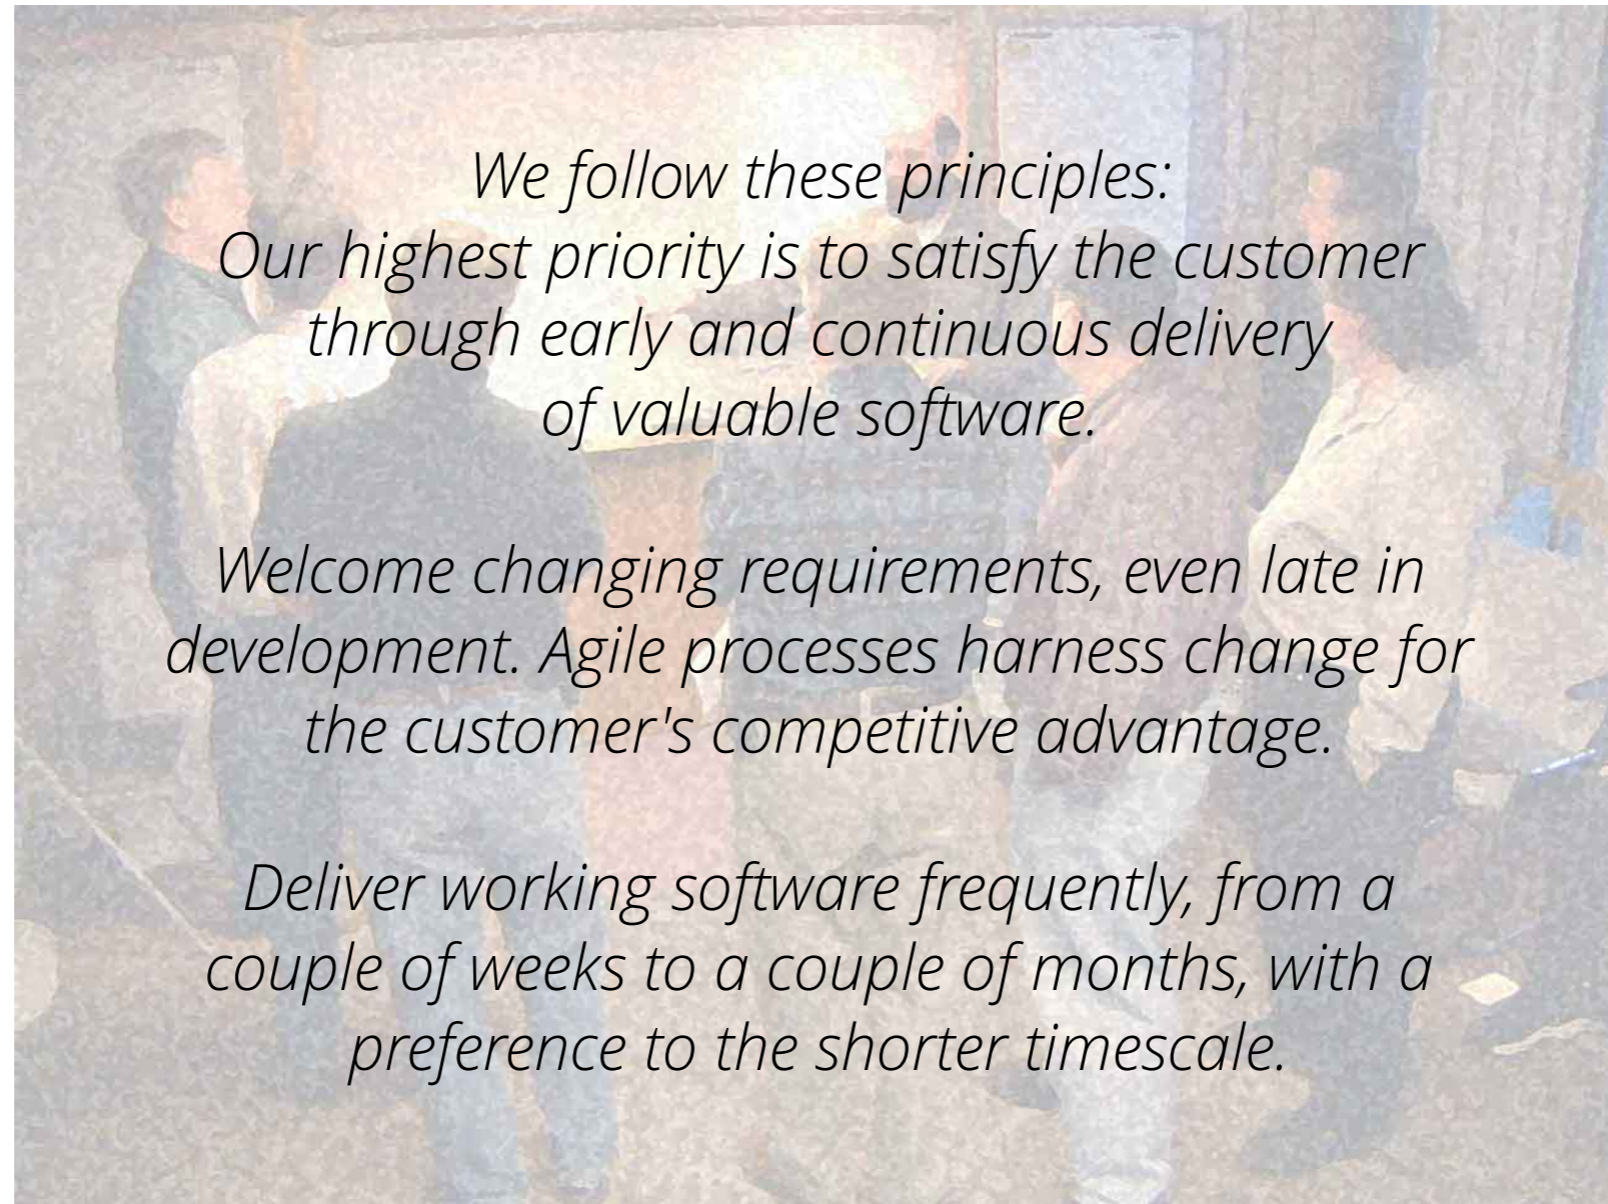 We follow these principles:
Our highest priority is to satisfy the customer
through early and continuous delivery
of valuable software.
Welcome changing requirements, even late in
development. Agile processes harness change for
the customer's competitive advantage.
Deliver working software frequently, from a
couple of weeks to a couple of months, with a
preference to the shorter timescale.